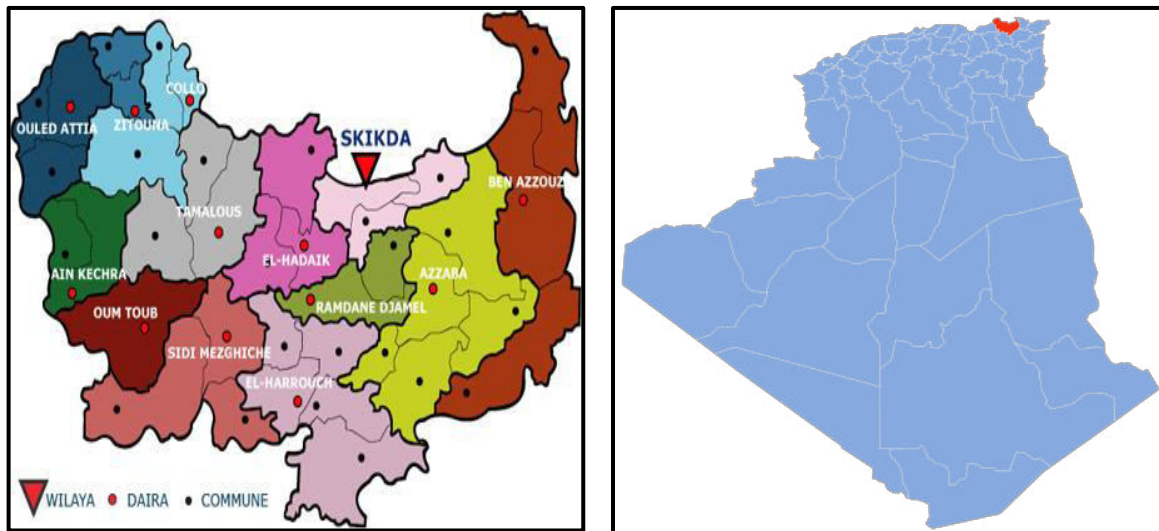 COLLO
OULED ATTIA
ZITOUNA
SKIKDA
BEN AZZOUZ
TAMALOUS
EL-HADAIK
AIN KECHRA
AZZABA
RAMDANE DJAMEL
OUM TOUB
SIDI MEZGHICHE
EL-HARROUCH
WILAYA DAIRA COMMUNE